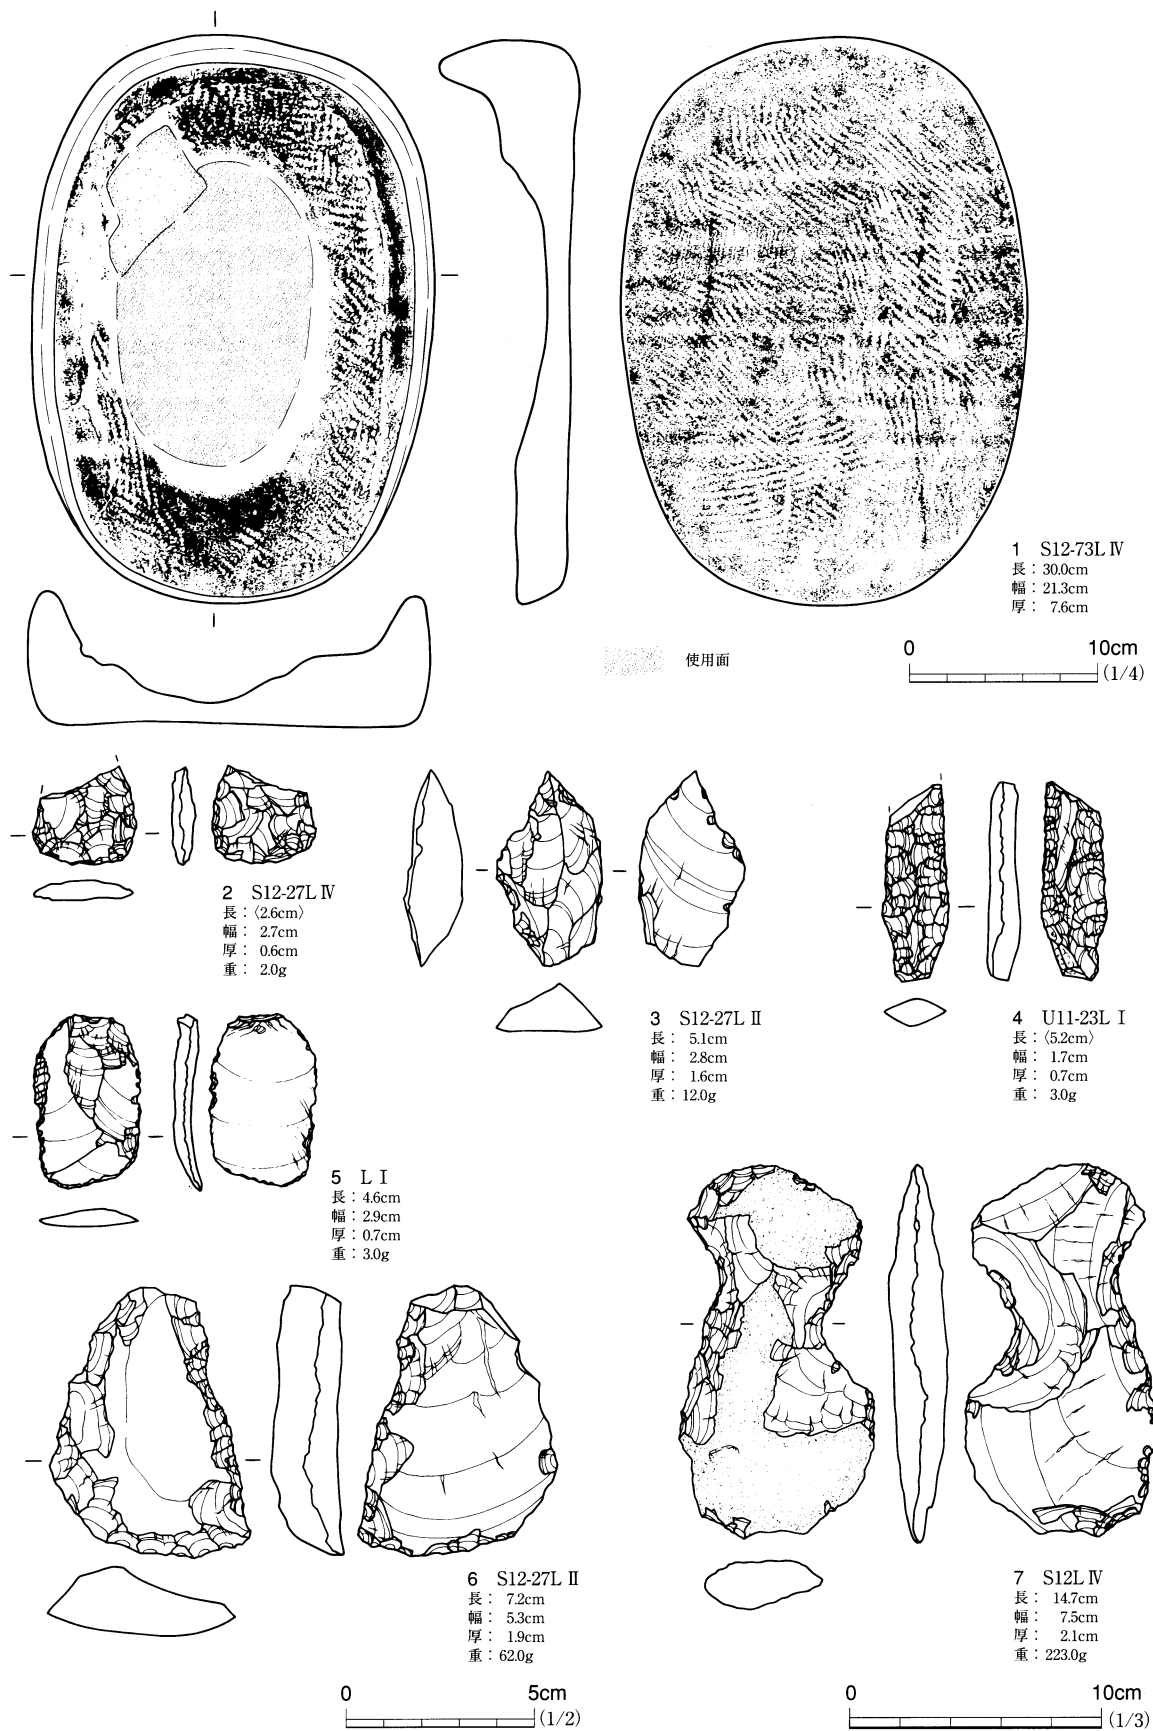 1 S12-73L Ⅳ
長：30.0cm
幅：21.3cm
厚： 7.6cm
使用面
0 10cm
(1/4)
2 S12-27L Ⅳ
長：〈2.6cm〉
幅： 2.7cm
厚： 0.6cm
重： 2.0g
3 S12-27L Ⅱ
長： 5.1cm
幅： 2.8cm
厚： 1.6cm
重：12.0g
4 U11-23L Ⅰ
長：〈5.2cm〉
幅： 1.7cm
厚： 0.7cm
重： 3.0g
5 L Ⅰ
長：4.6cm
幅：2.9cm
厚：0.7cm
重：3.0g
6 S12-27L Ⅱ
長： 7.2cm
幅： 5.3cm
厚： 1.9cm
重：62.0g
7 S12L Ⅳ
長： 14.7cm
幅： 7.5cm
厚： 2.1cm
重：223.0g
0 5cm
(1/2)
0 10cm
(1/3)